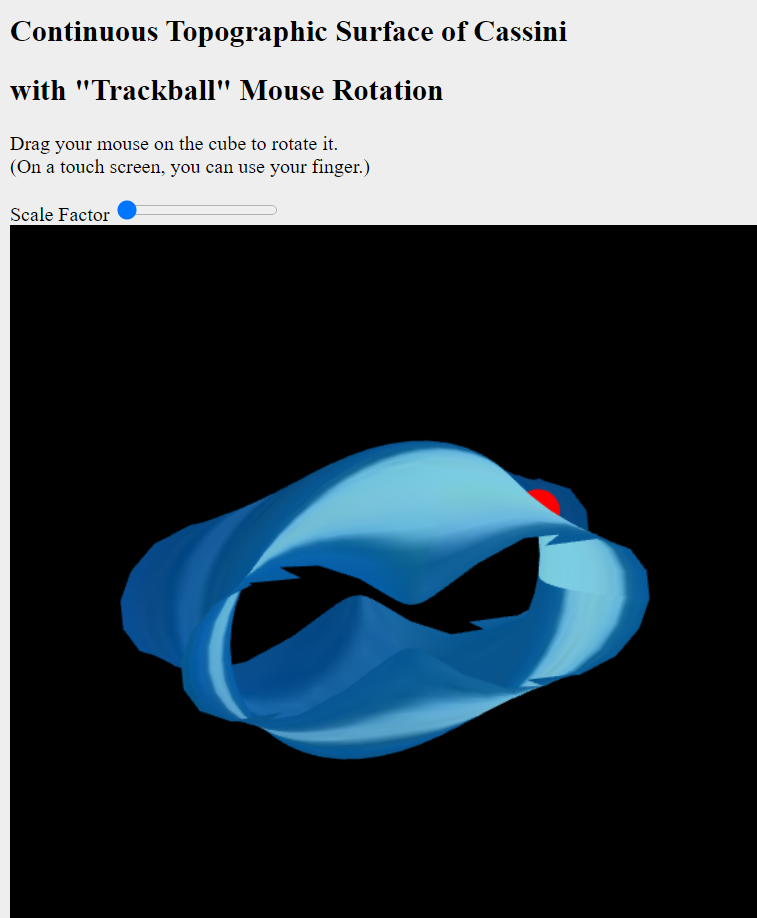 Continuous Topographic Surface of Cassini
with "Trackball" Mouse Rotation
Drag your mouse on the cube to rotate it.
(On a touch screen, you can use your finger.)
Scale Factor